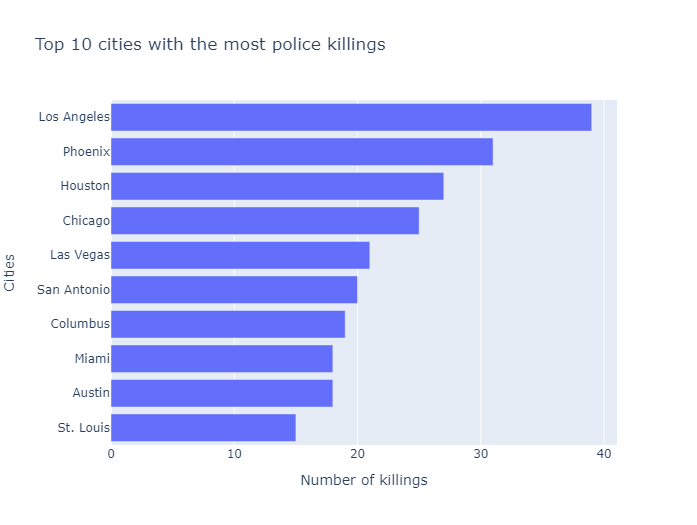 Top 10 cities with the most police killings
Cities
Los Angeles
Phoenix
Houston
Chicago
Las Vegas
San Antonio
Columbus
Miami
Austin
St. Louis
0 10 20 30 40
Number of killings